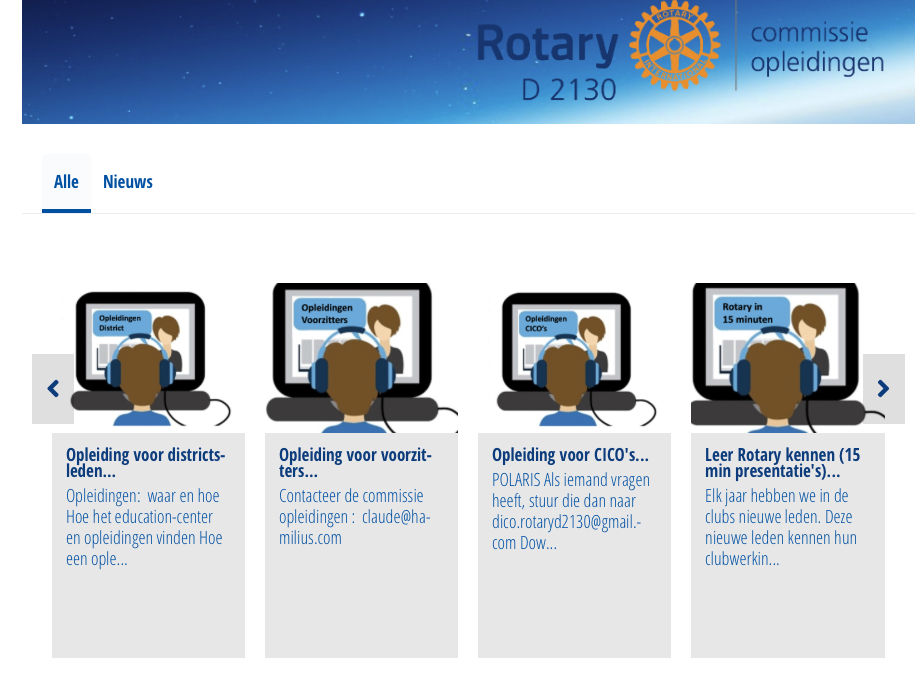 Rotary
D 2130
ROTARY
INTERNATIONAL
commissie
opleidingen
Alle
Nieuws
Opleidingen
District
Opleidingen
Voorzitters
Opleidingen
CICO's
Rotary in
15 minuten
Opleiding voor districts-
leden...
Opleidingen:  waar en hoe
Hoe het education-center
en opleidingen vinden Hoe
een ople...
Opleiding voor voorzit-
ters...
Contacteer de commissie
opleidingen :  claude@ha-
milius.com
Opleiding voor CICO's...
POLARIS Als iemand vragen
heeft, stuur die dan naar
dico.rotaryd2130@gmail.-
com Dow...
Leer Rotary kennen (15
min presentatie's)...
Elk jaar hebben we in de
clubs nieuwe leden. Deze
nieuwe leden kennen hun
clubwerkin...